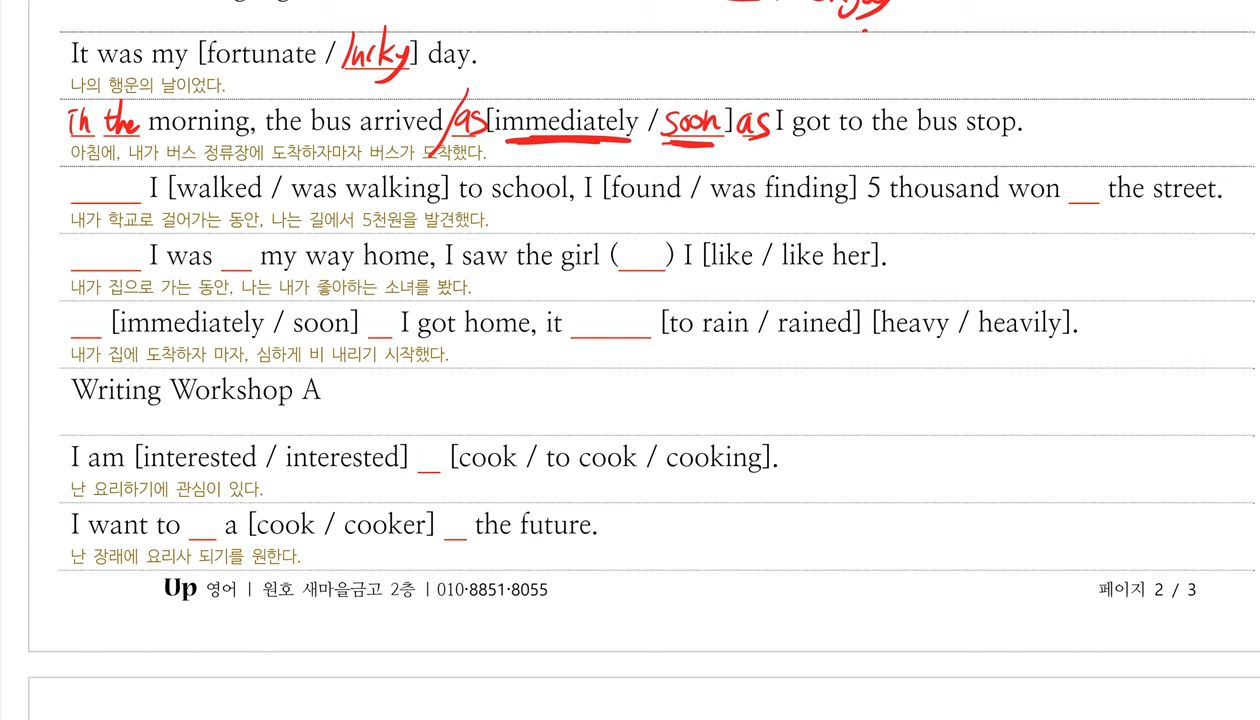 It was my [fortunate / lucky] day.
나의 행운의 날이었다.
In the morning, the bus arrived / as [immediately / soon] as I got to the bus stop.
아침에, 내가 버스 정류장에 도착하자마자 버스가 도착했다.
_____ I [walked / was walking] to school, I [found / was finding] 5 thousand won __ the street.
내가 학교로 걸어가는 동안, 나는 길에서 5천원을 발견했다.
_____ I was __ my way home, I saw the girl (___) I [like / like her].
내가 집으로 가는 동안, 나는 내가 좋아하는 소녀를 봤다.
__ [immediately / soon] __ I got home, it _____ [to rain / rained] [heavy / heavily].
내가 집에 도착하자 마자, 심하게 비 내리기 시작했다.
Writing Workshop A
I am [interested / interested] __ [cook / to cook / cooking].
난 요리하기에 관심이 있다.
I want to __ a [cook / cooker] __ the future.
난 장래에 요리사 되기를 원한다.
Up 영어 | 원호 새마을금고 2층 | 010·8851·8055 페이지 2 / 3